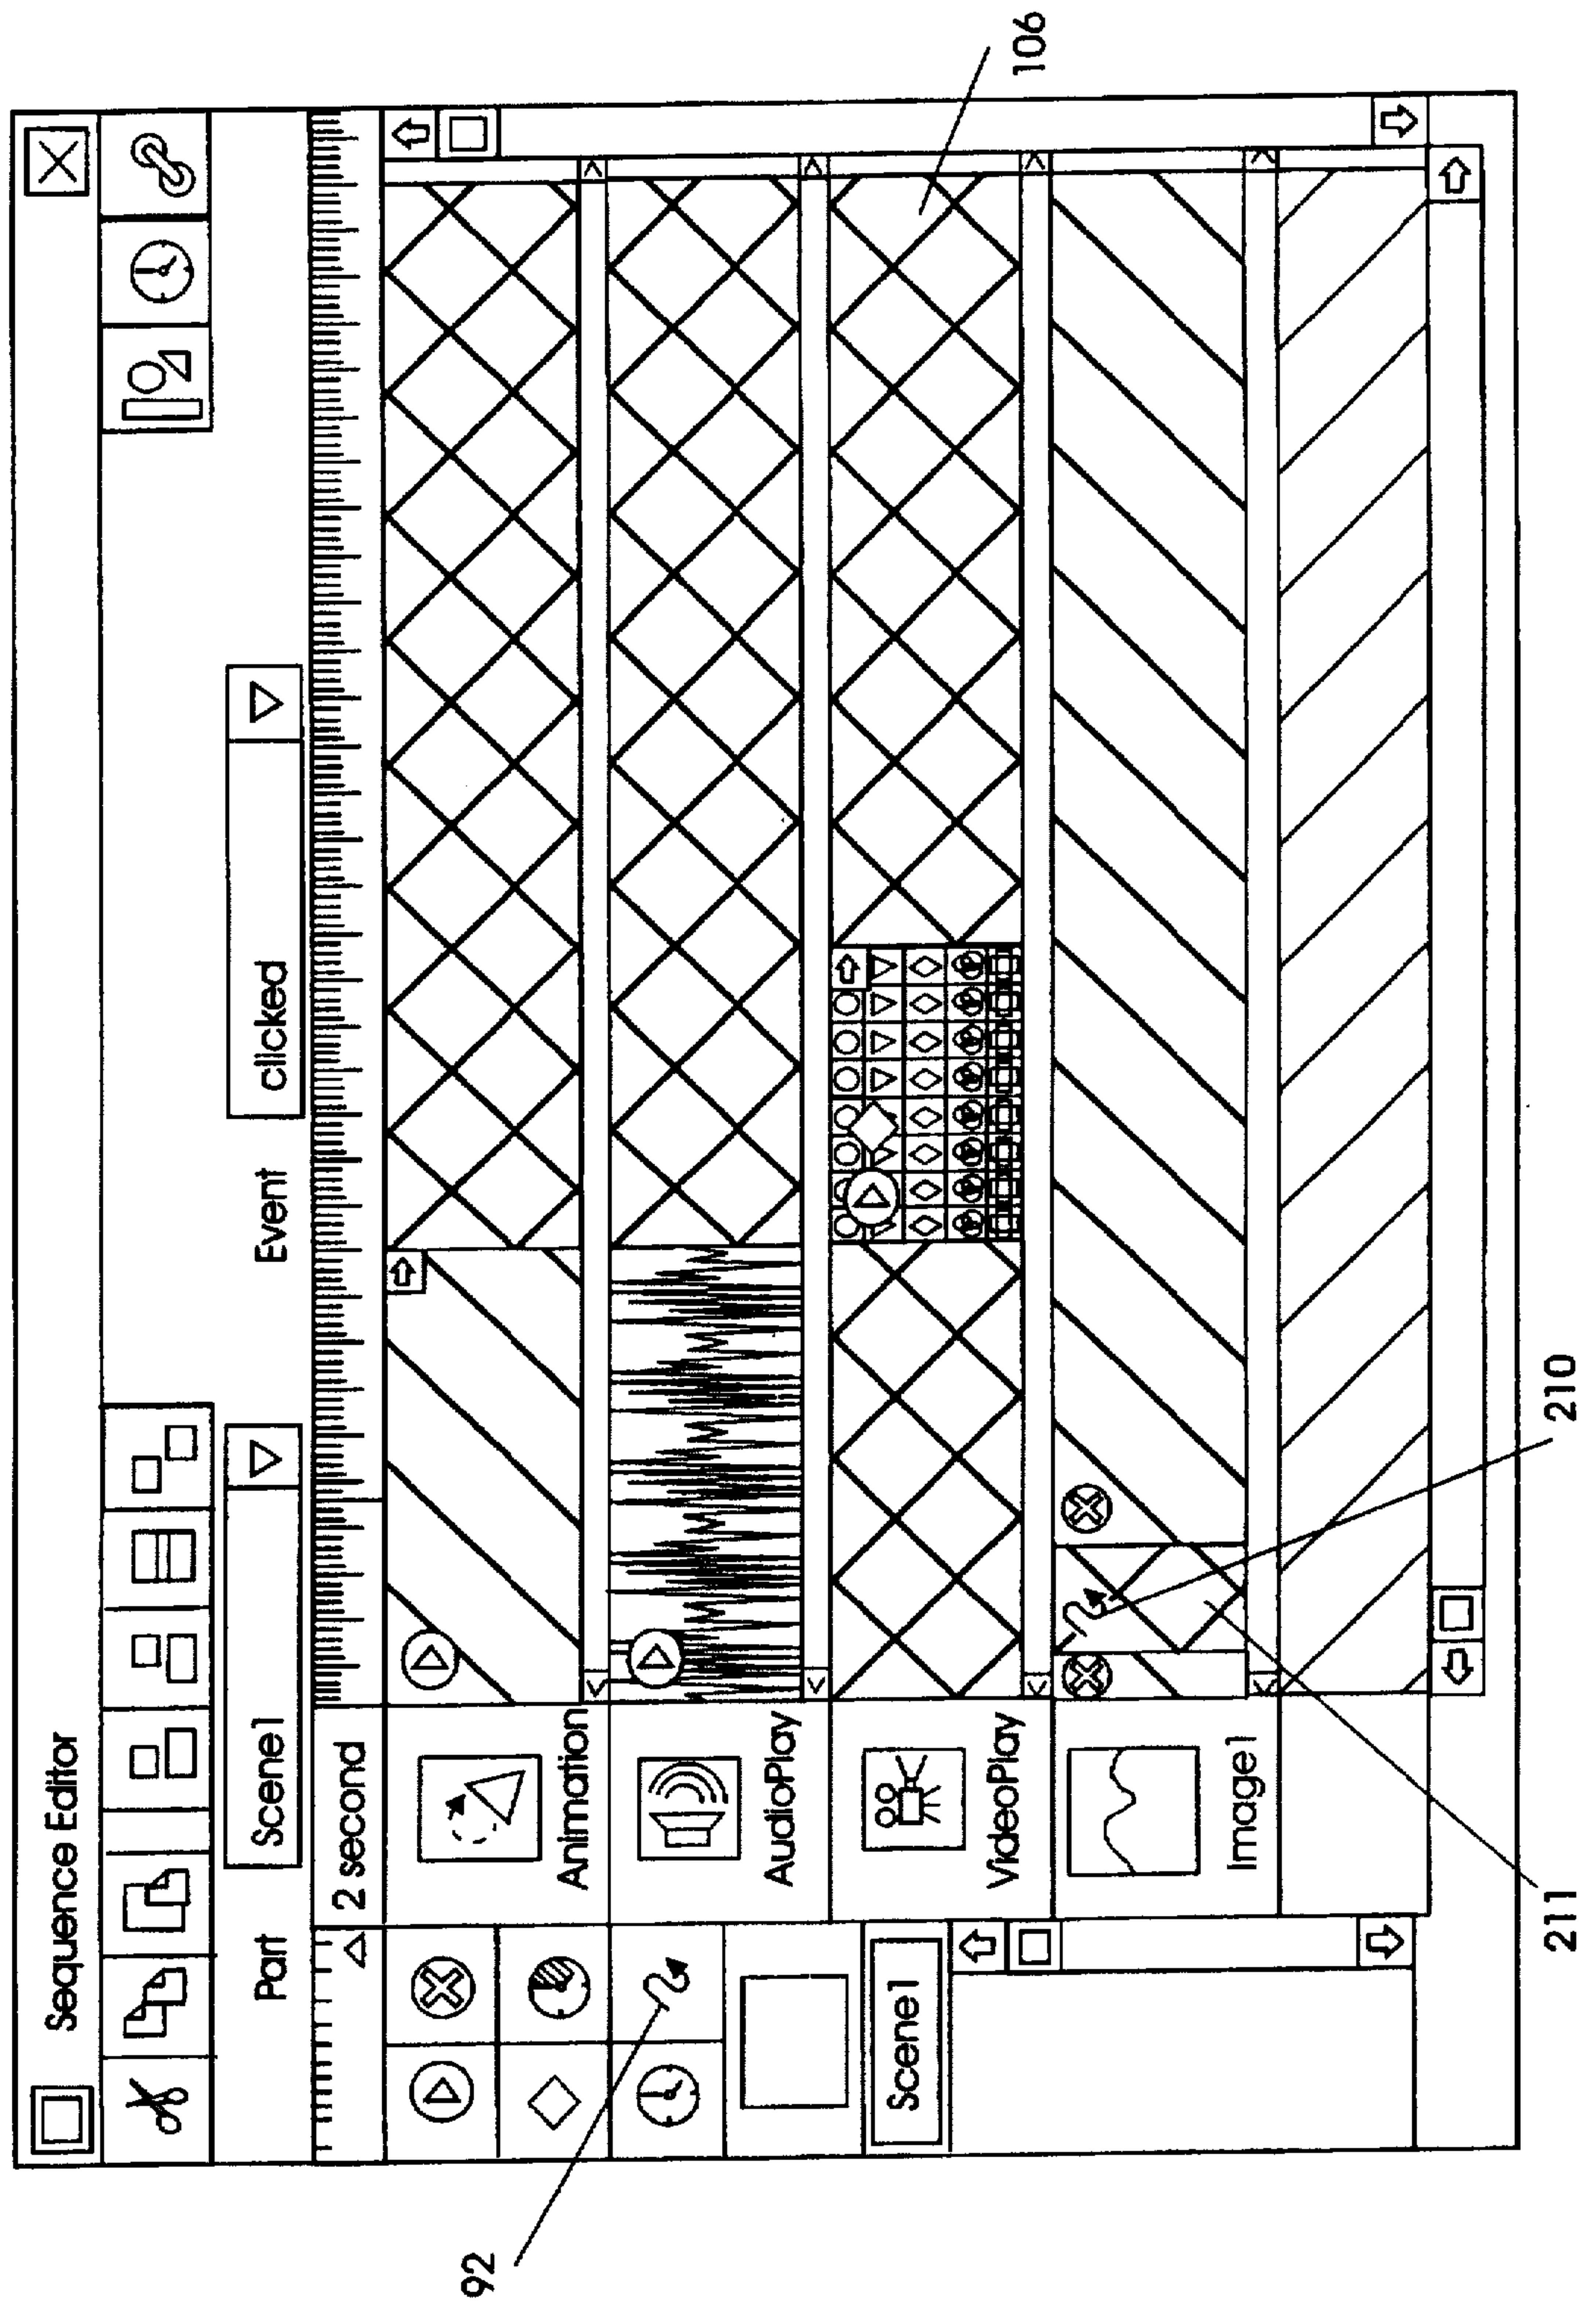 Sequence Editor
Part Scene1 Event clicked
2 second
Animation
AudioPlay
VideoPlay
Image1
Scene1
92
106
210
211